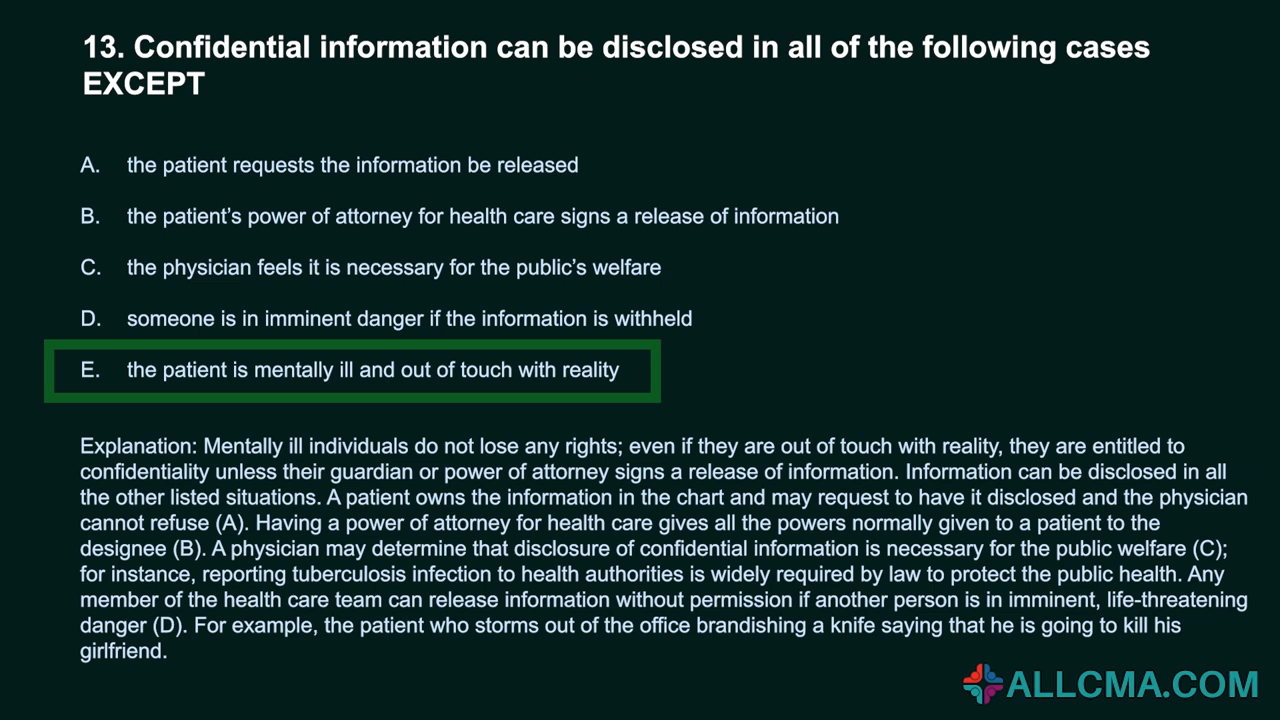 13. Confidential information can be disclosed in all of the following cases
EXCEPT
A. the patient requests the information be released
B. the patient’s power of attorney for health care signs a release of information
C. the physician feels it is necessary for the public’s welfare
D. someone is in imminent danger if the information is withheld
E. the patient is mentally ill and out of touch with reality
Explanation: Mentally ill individuals do not lose any rights; even if they are out of touch with reality, they are entitled to
confidentiality unless their guardian or power of attorney signs a release of information. Information can be disclosed in all
the other listed situations. A patient owns the information in the chart and may request to have it disclosed and the physician
cannot refuse (A). Having a power of attorney for health care gives all the powers normally given to a patient to the
designee (B). A physician may determine that disclosure of confidential information is necessary for the public welfare (C);
for instance, reporting tuberculosis infection to health authorities is widely required by law to protect the public health. Any
member of the health care team can release information without permission if another person is in imminent, life-threatening
danger (D). For example, the patient who storms out of the office brandishing a knife saying that he is going to kill his
girlfriend.
ALLCMA.COM